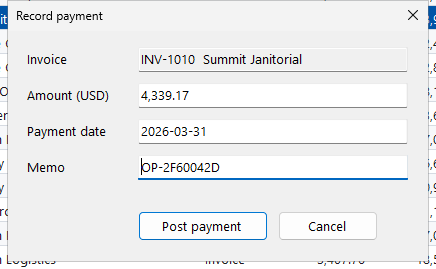 Record payment
Invoice INV-1010 Summit Janitorial
Amount (USD) 4,339.17
Payment date 2026-03-31
Memo OP-2F60042D
Post payment Cancel
Logistics